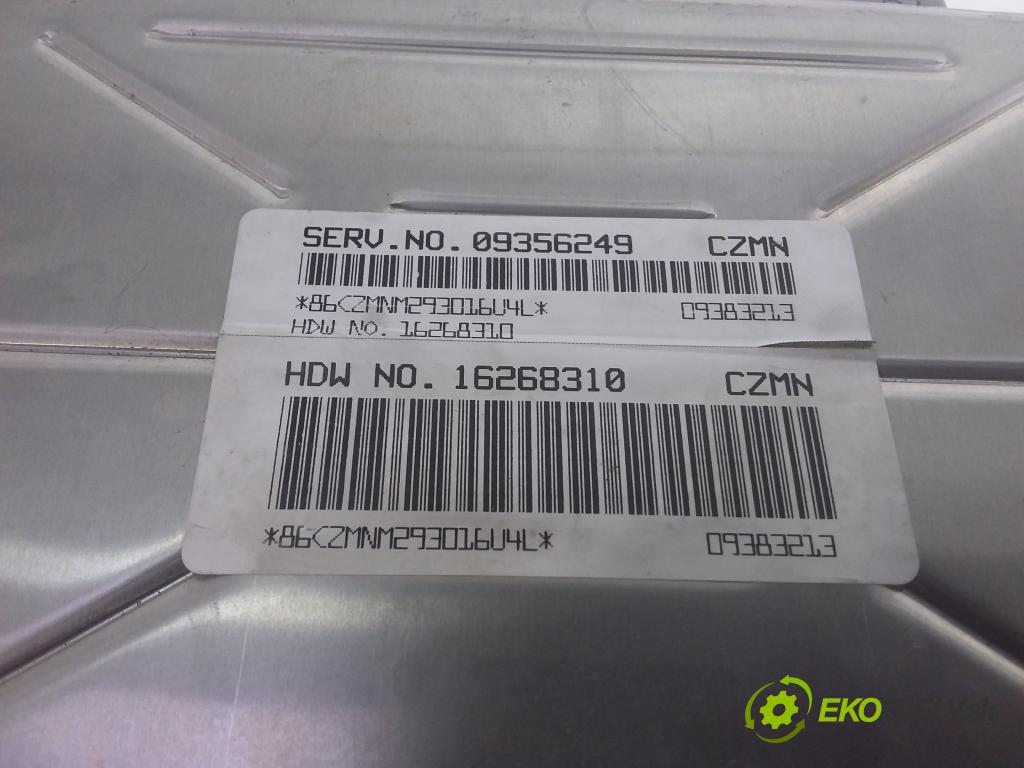 SERV.NO. 09356249 CZMN
*86CZMNM293016U4L* 09383213
HDW NO. 16268310
HDW NO. 16268310 CZMN
*86CZMNM293016U4L* 09383213
EKO